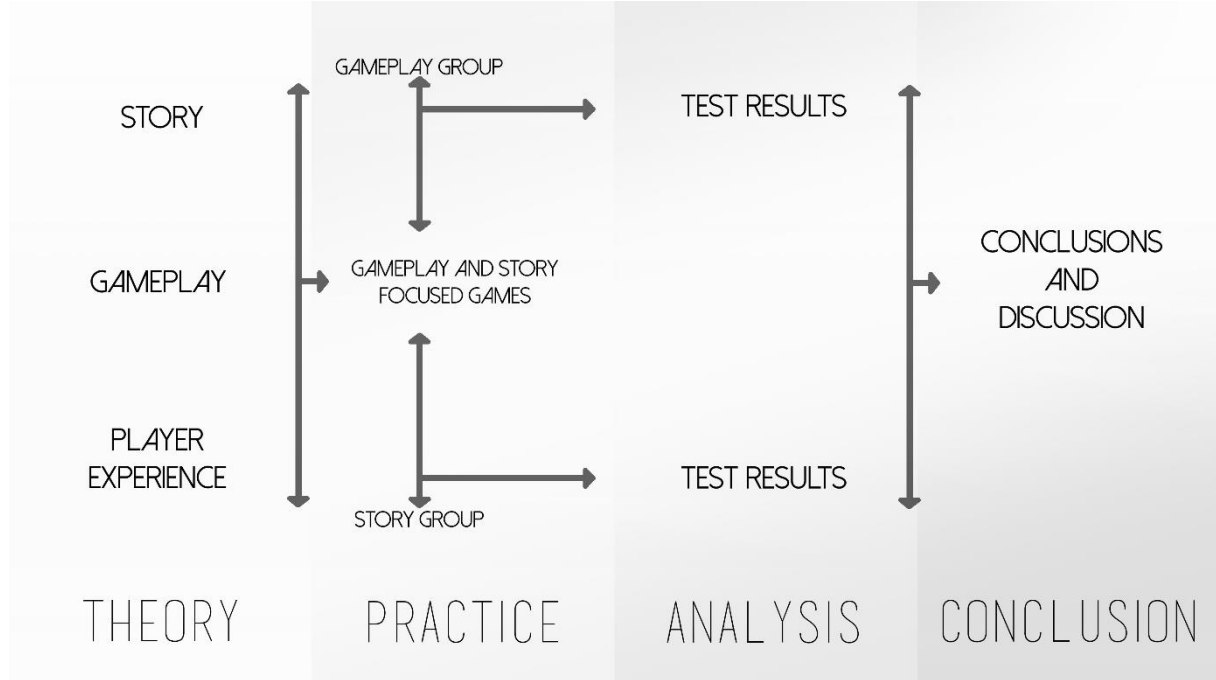 STORY
GAMEPLAY
PLAYER
EXPERIENCE
THEORY
GAMEPLAY GROUP
GAMEPLAY AND STORY
FOCUSED GAMES
STORY GROUP
PRACTICE
TEST RESULTS
TEST RESULTS
ANALYSIS
CONCLUSIONS
AND
DISCUSSION
CONCLUSION